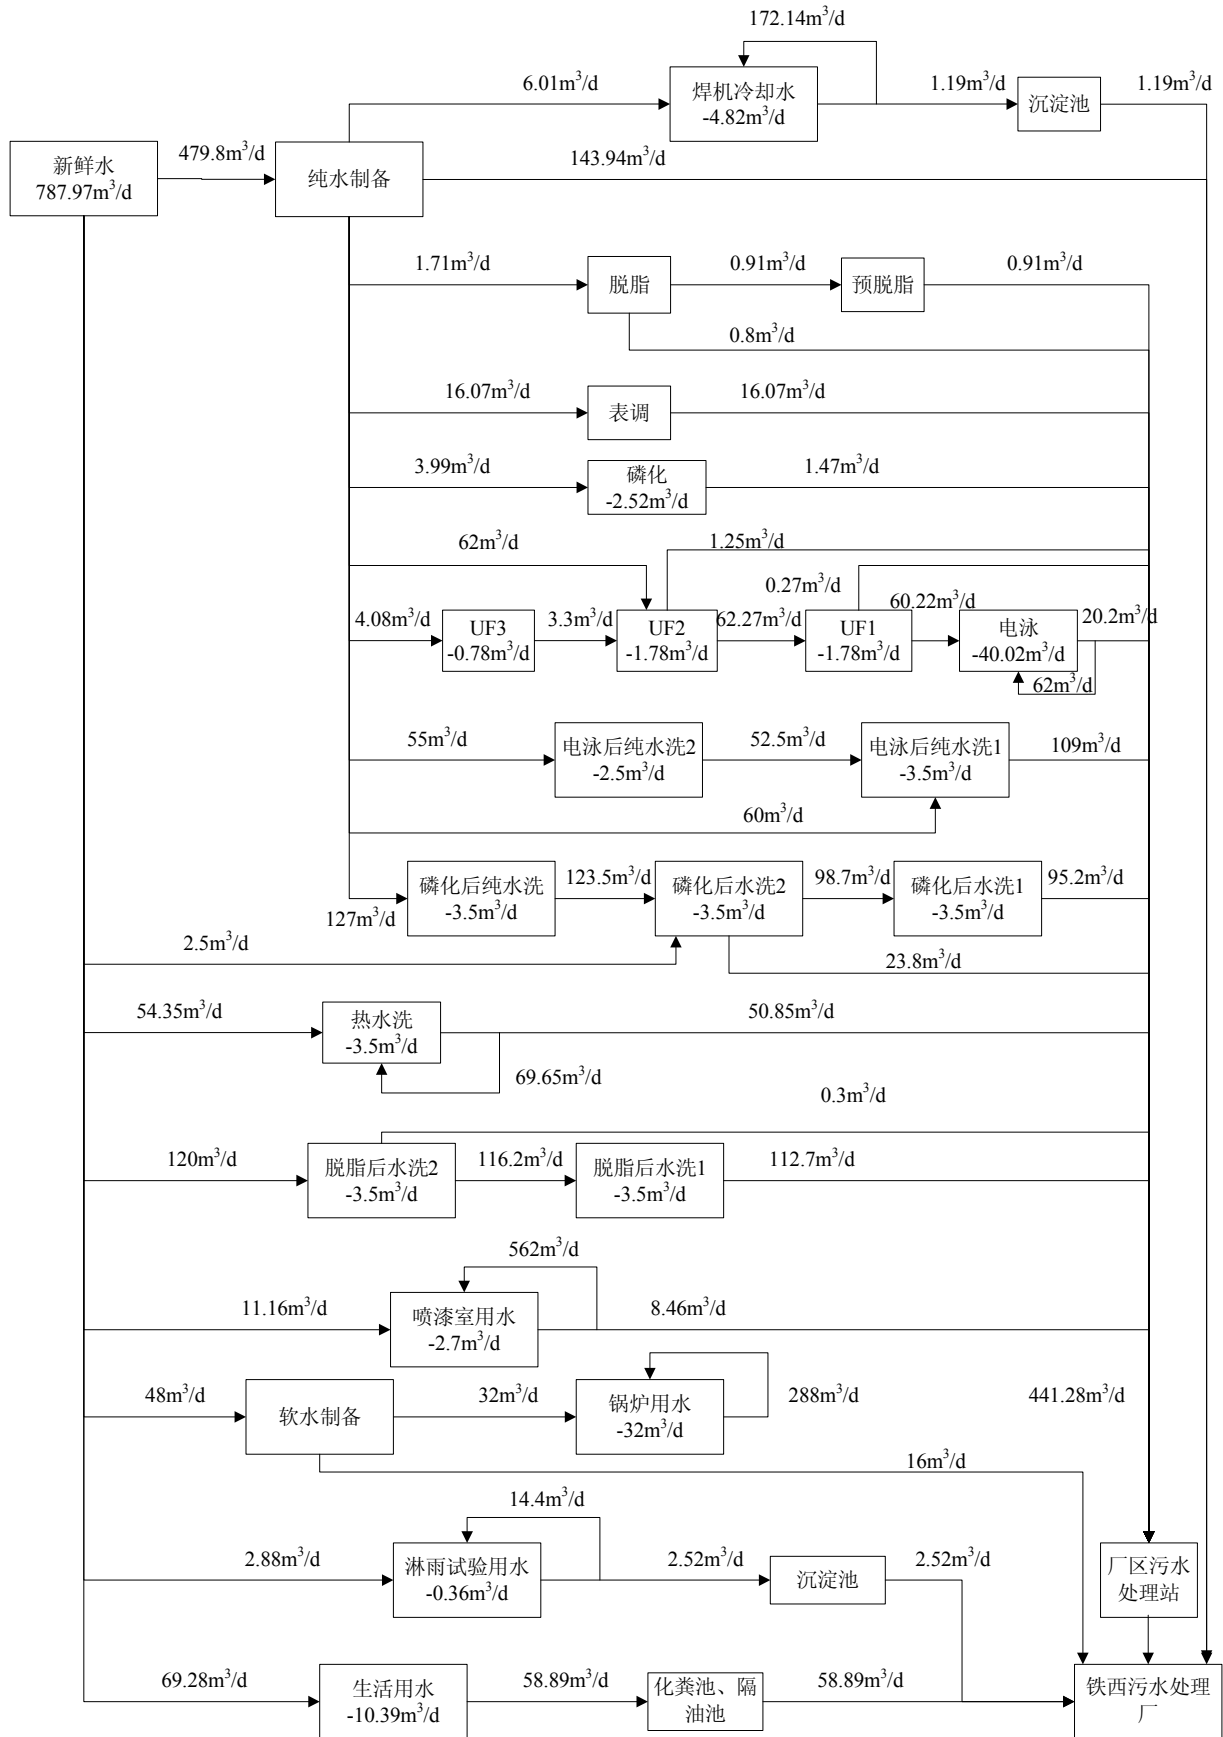 172.14m³/d
6.01m³/d
焊机冷却水
-4.82m³/d
1.19m³/d
沉淀池
1.19m³/d
新鲜水
787.97m³/d
479.8m³/d
纯水制备
143.94m³/d
1.71m³/d
脱脂
0.91m³/d
预脱脂
0.91m³/d
0.8m³/d
16.07m³/d
表调
16.07m³/d
3.99m³/d
磷化
-2.52m³/d
1.47m³/d
62m³/d
1.25m³/d
0.27m³/d
4.08m³/d
UF3
-0.78m³/d
3.3m³/d
UF2
-1.78m³/d
62.27m³/d
UF1
-1.78m³/d
60.22m³/d
电泳
-40.02m³/d
20.2m³/d
62m³/d
55m³/d
电泳后纯水洗2
-2.5m³/d
52.5m³/d
电泳后纯水洗1
-3.5m³/d
109m³/d
60m³/d
127m³/d
磷化后纯水洗
-3.5m³/d
123.5m³/d
磷化后水洗2
-3.5m³/d
98.7m³/d
磷化后水洗1
-3.5m³/d
95.2m³/d
2.5m³/d
23.8m³/d
54.35m³/d
热水洗
-3.5m³/d
50.85m³/d
69.65m³/d
0.3m³/d
120m³/d
脱脂后水洗2
-3.5m³/d
116.2m³/d
脱脂后水洗1
-3.5m³/d
112.7m³/d
562m³/d
11.16m³/d
喷漆室用水
-2.7m³/d
8.46m³/d
48m³/d
软水制备
32m³/d
锅炉用水
-32m³/d
288m³/d
441.28m³/d
16m³/d
14.4m³/d
2.88m³/d
淋雨试验用水
-0.36m³/d
2.52m³/d
沉淀池
2.52m³/d
厂区污水
处理站
69.28m³/d
生活用水
-10.39m³/d
58.89m³/d
化粪池、隔
油池
58.89m³/d
铁西污水处理
厂